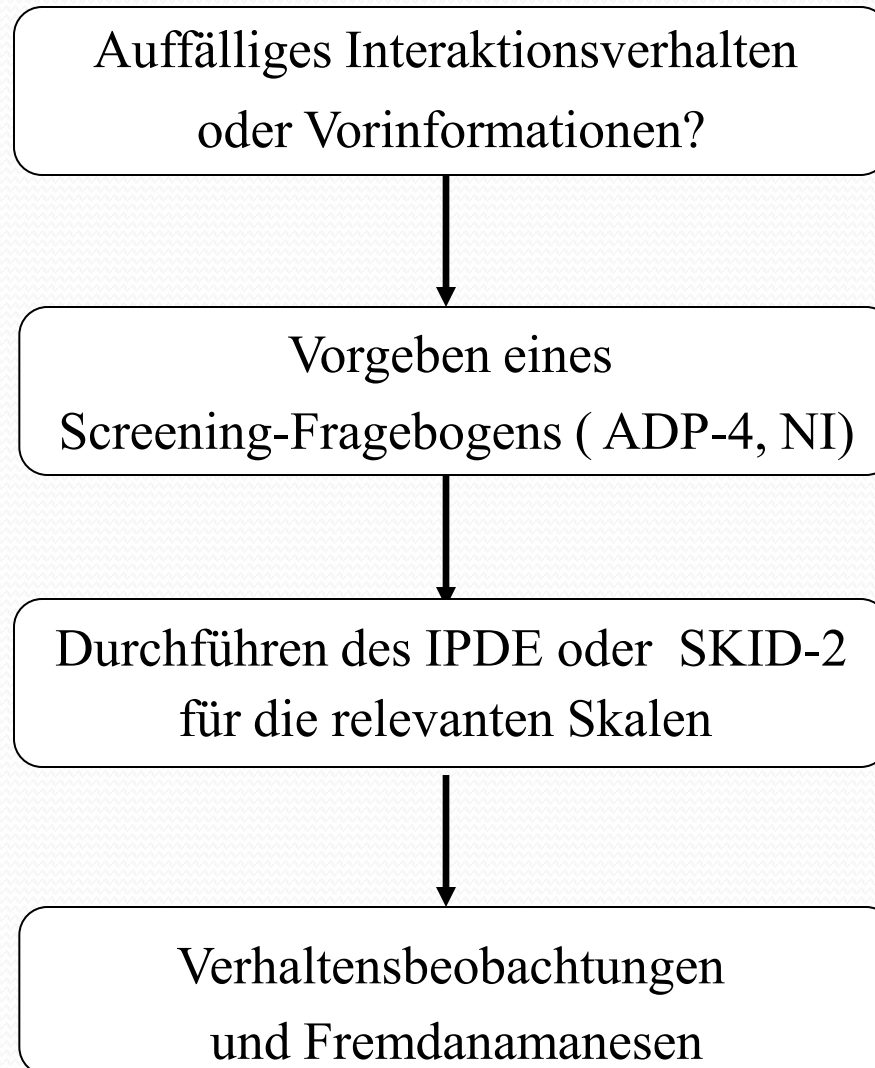 Auffälliges Interaktionsverhalten
oder Vorinformationen?
Vorgeben eines
Screening-Fragebogens ( ADP-4, NI)
Durchführen des IPDE oder SKID-2
für die relevanten Skalen
Verhaltensbeobachtungen
und Fremdanamanesen